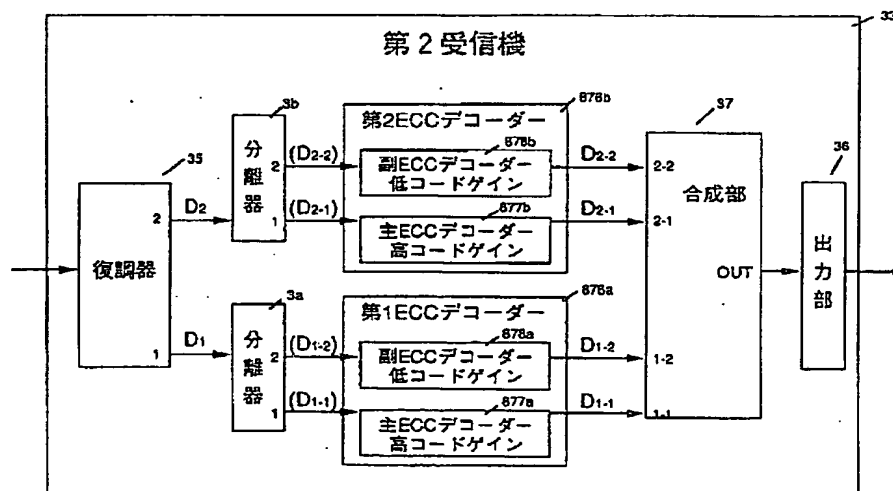 第2受信機
33
35
復調器
2
1
D2
D1
3b
分離器
2
1
(D2-2)
(D2-1)
876b
第2ECCデコーダー
878b
副ECCデコーダー
低コードゲイン
877b
主ECCデコーダー
高コードゲイン
D2-2
D2-1
3a
分離器
2
1
(D1-2)
(D1-1)
876a
第1ECCデコーダー
878a
副ECCデコーダー
低コードゲイン
877a
主ECCデコーダー
高コードゲイン
D1-2
D1-1
37
2-2
合成部
2-1
OUT
1-2
1-1
36
出力部